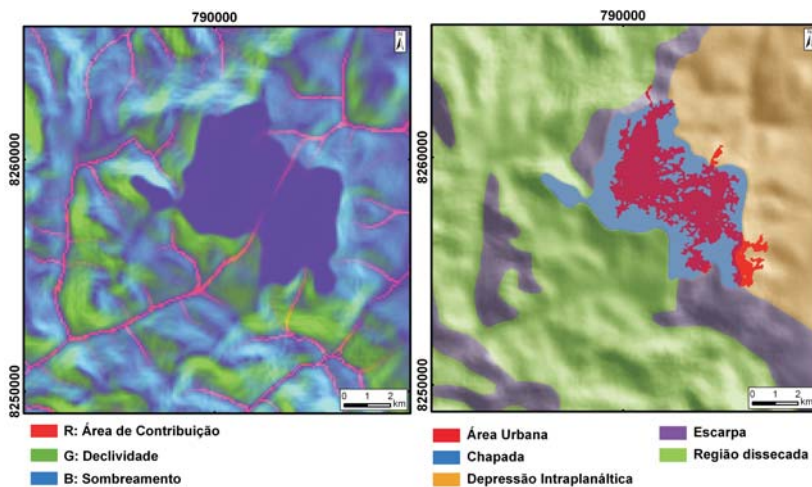 790000
790000
N
N
8260000
8260000
8250000
8250000
0 1 2
km
0 1 2
km
R: Área de Contribuição
G: Declividade
B: Sombreamento
Área Urbana
Chapada
Depressão Intraplanáltica
Escarpa
Região dissecada